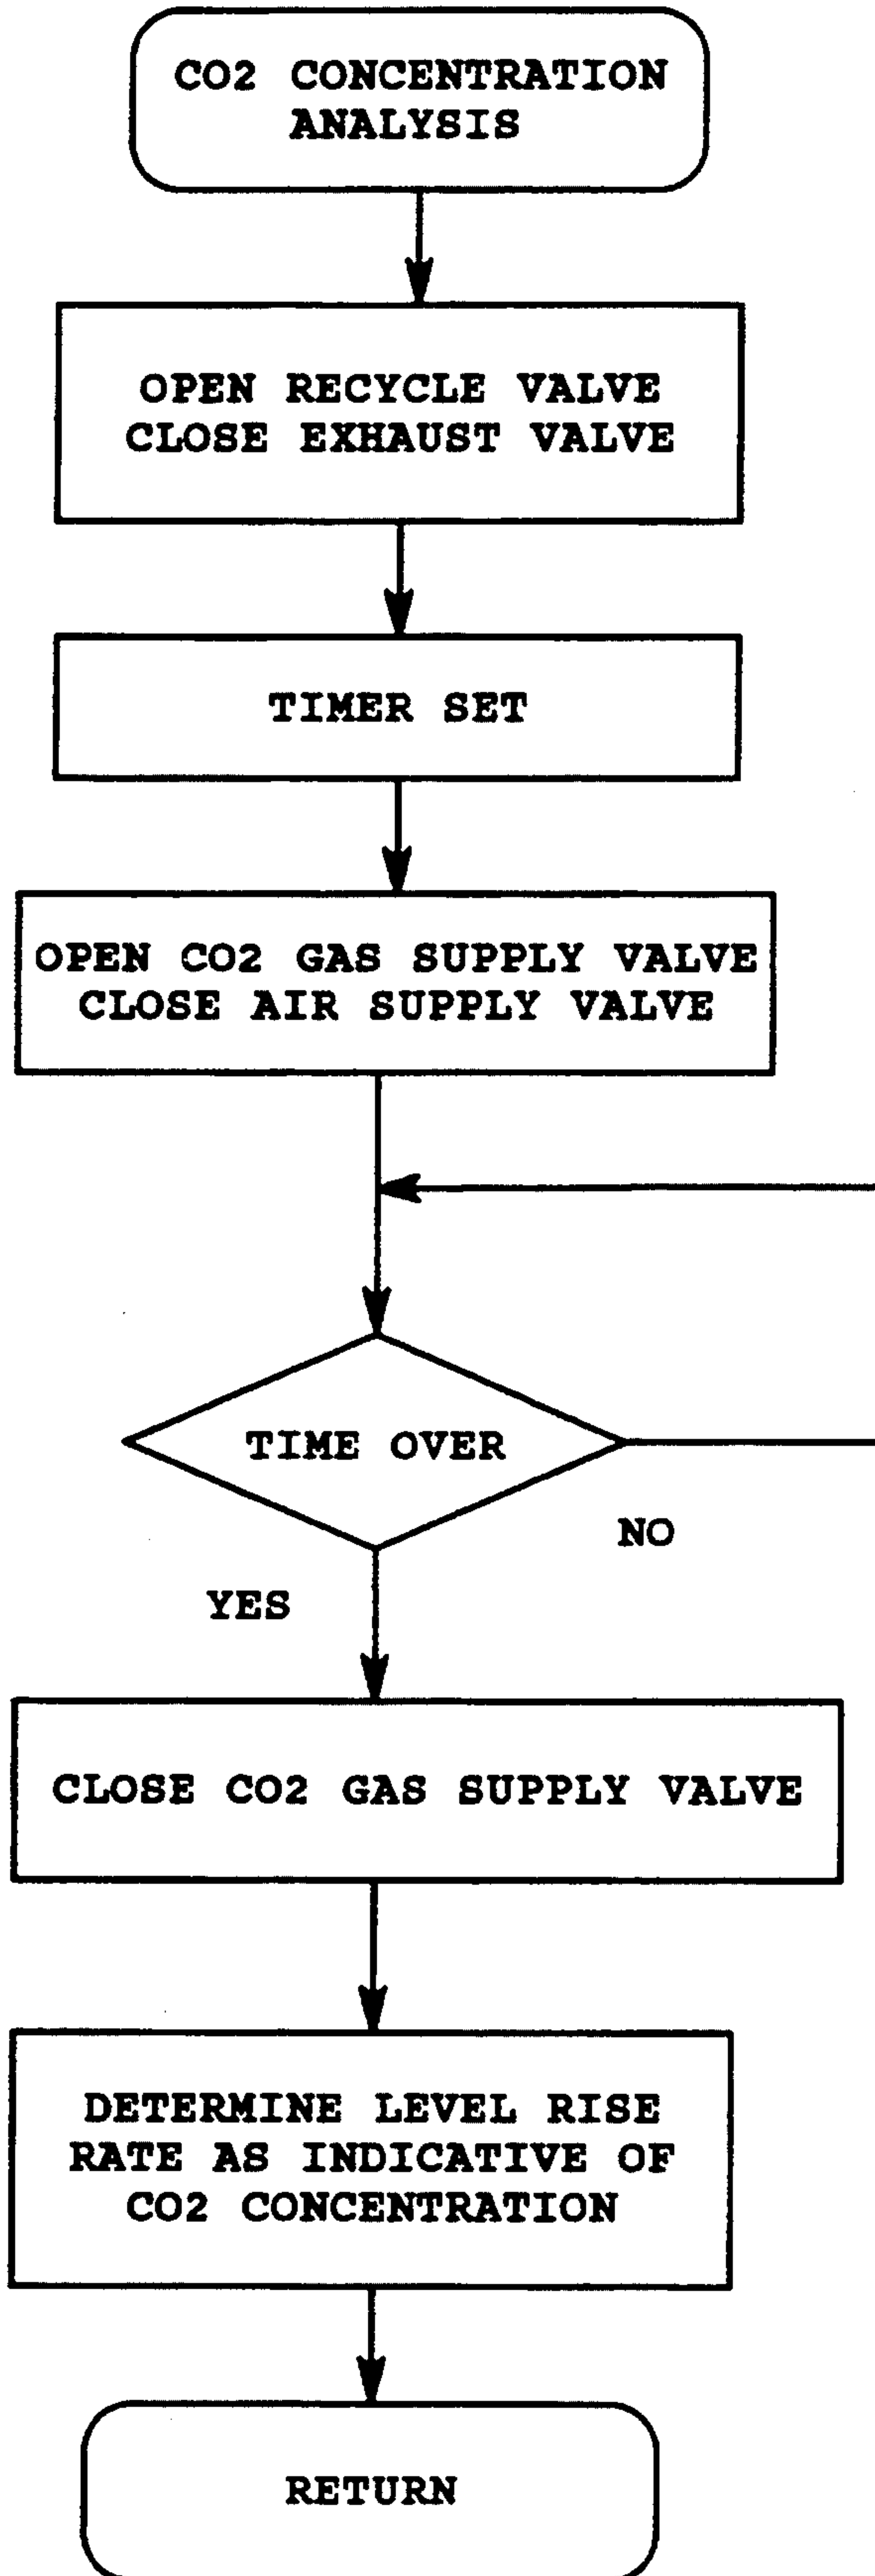 CO2 CONCENTRATION
ANALYSIS
OPEN RECYCLE VALVE
CLOSE EXHAUST VALVE
TIMER SET
OPEN CO2 GAS SUPPLY VALVE
CLOSE AIR SUPPLY VALVE
TIME OVER
NO
YES
CLOSE CO2 GAS SUPPLY VALVE
DETERMINE LEVEL RISE
RATE AS INDICATIVE OF
CO2 CONCENTRATION
RETURN